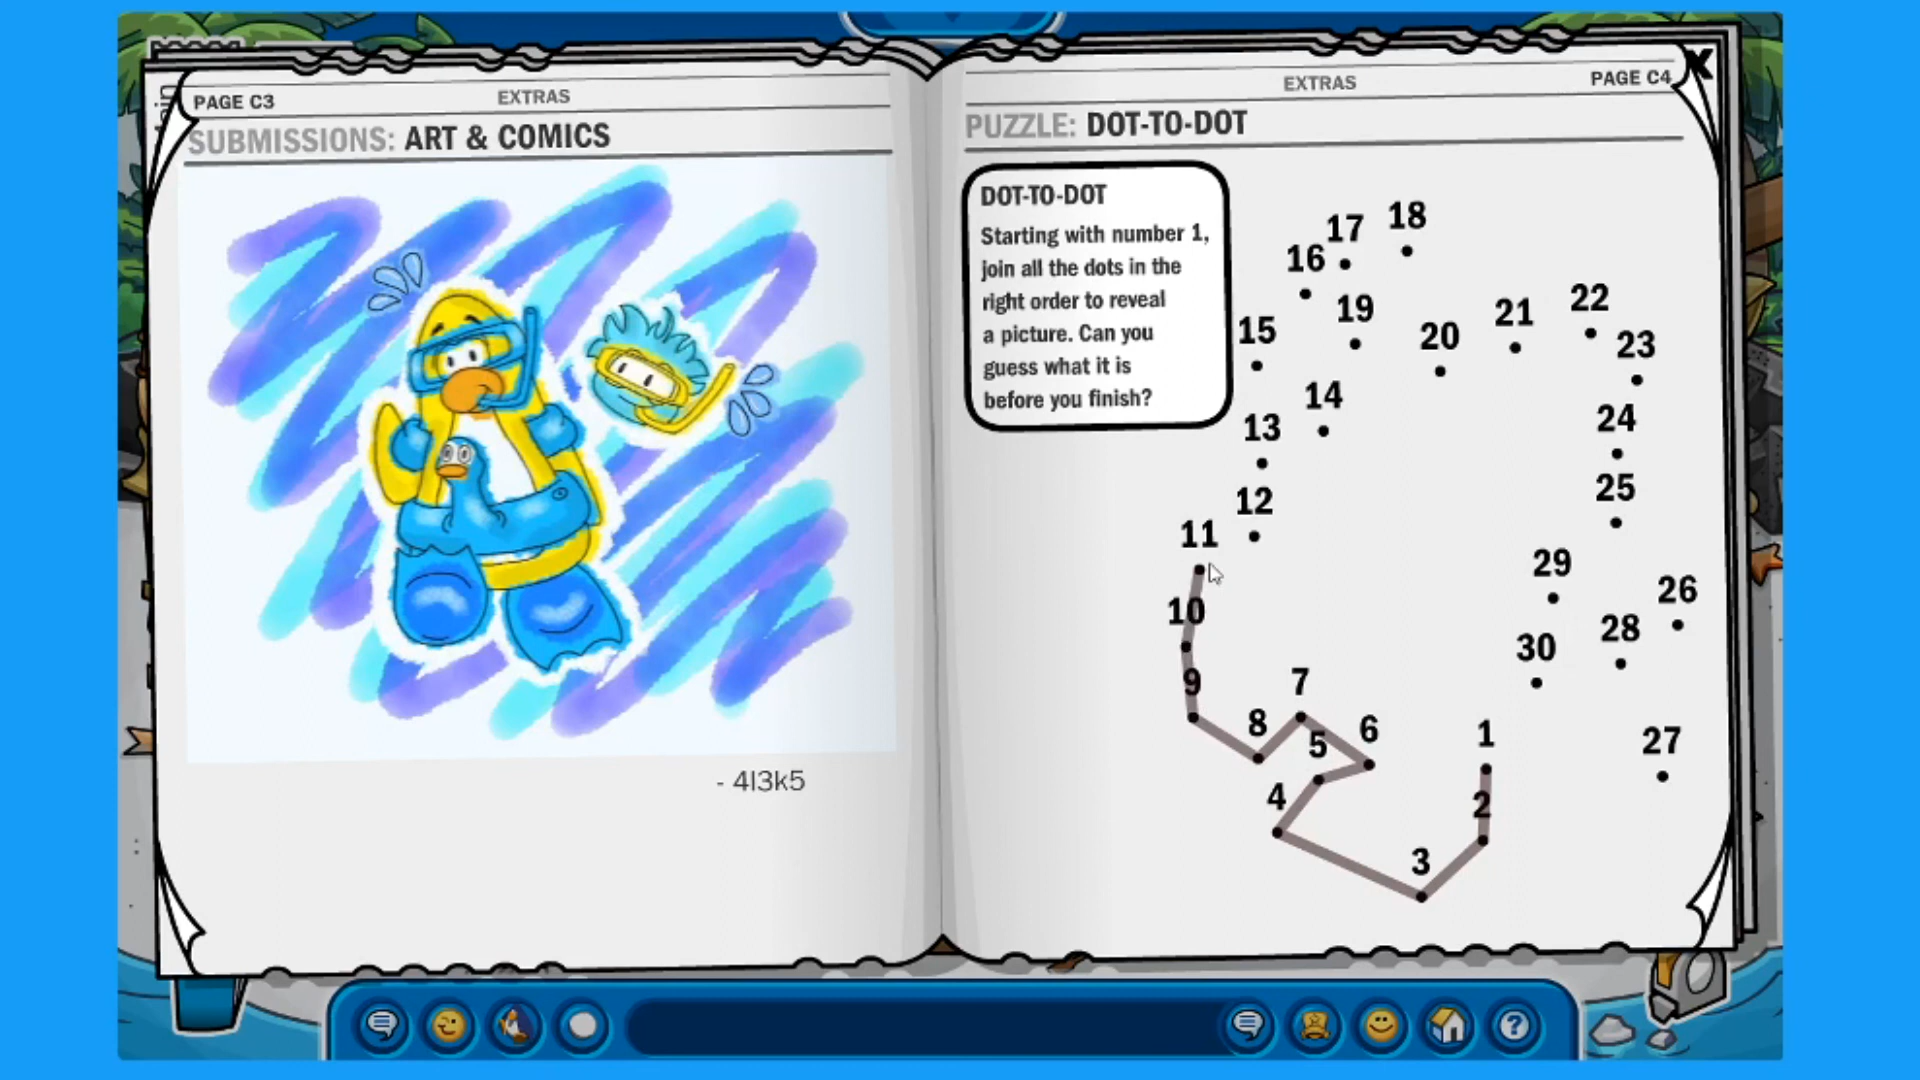 PAGE C3
EXTRAS
SUBMISSIONS: ART & COMICS
- 4l3k5
EXTRAS
PAGE C4
X
PUZZLE: DOT-TO-DOT
DOT-TO-DOT
Starting with number 1,
join all the dots in the
right order to reveal
a picture. Can you
guess what it is
before you finish?
18
17
16
22
19
21
15
20
23
14
24
13
25
12
11
29
26
10
28
30
9
7
8
5
6
1
27
4
2
3
?